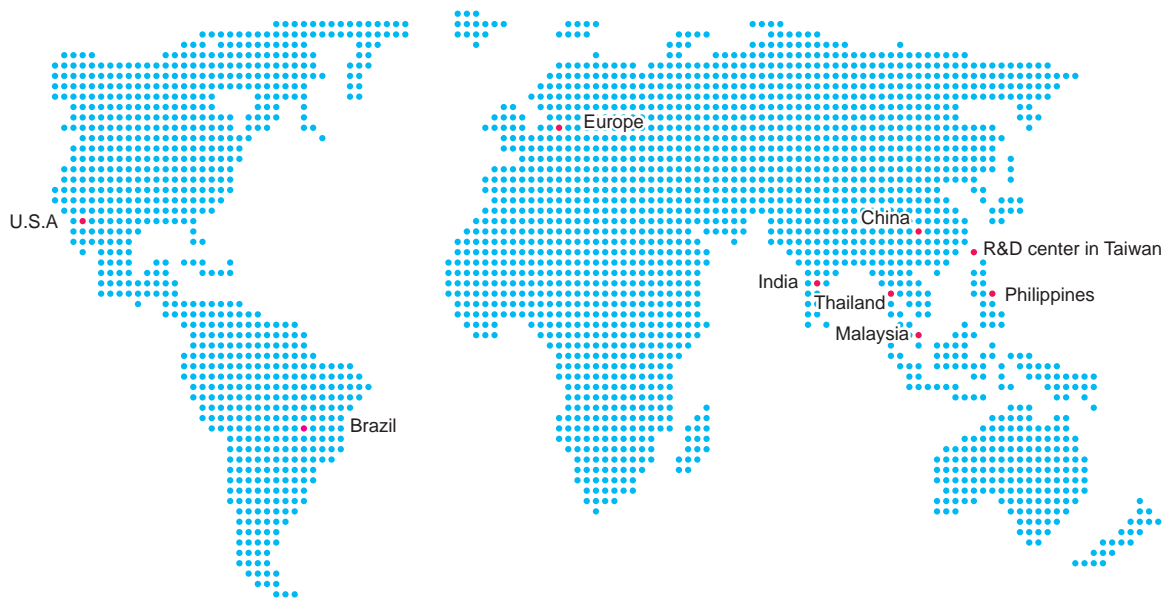 Europe
U.S.A
China
R&D center in Taiwan
India
Thailand
Philippines
Malaysia
Brazil